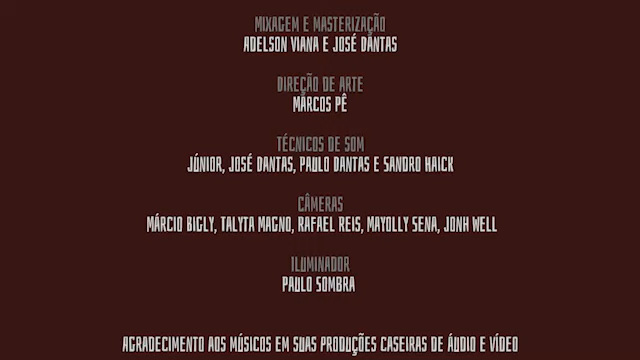 MIXAGEM E MASTERIZAÇÃO
ADELSON VIANA E JOSÉ DANTAS
DIREÇÃO DE ARTE
MARCOS PÊ
TÉCNICOS DE SOM
JÚNIOR, JOSÉ DANTAS, PAULO DANTAS E SANDRO HAICK
CÂMERAS
MÁRCIO BIGLY, TALYTA MAGNO, RAFAEL REIS, MAYOLLY SENA, JONH WELL
ILUMINADOR
PAULO SOMBRA
AGRADECIMENTO AOS MÚSICOS EM SUAS PRODUÇÕES CASEIRAS DE ÁUDIO E VÍDEO